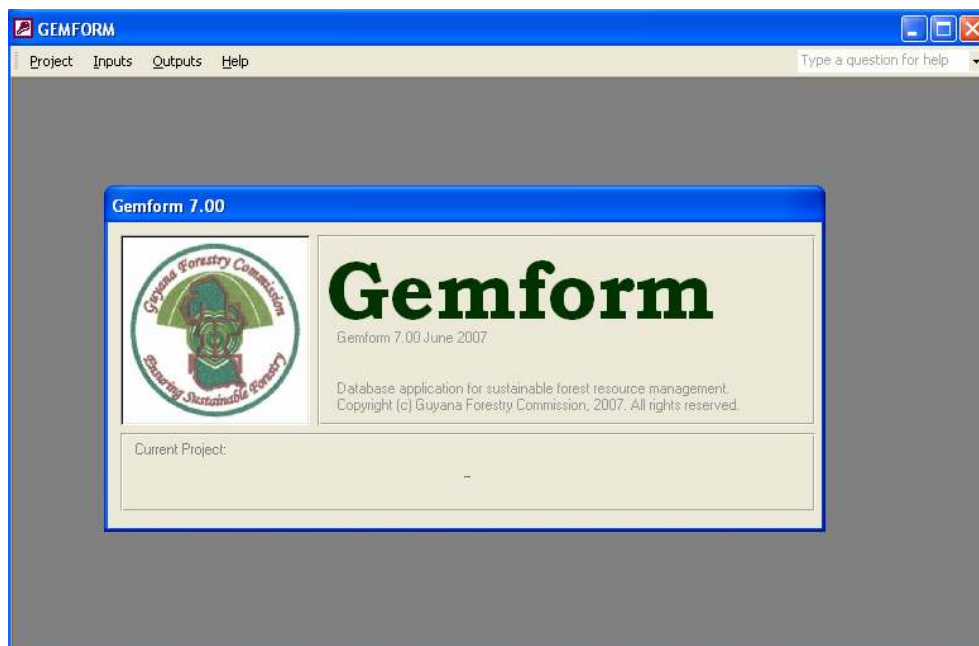 GEMFORM
Project Inputs Outputs Help Type a question for help
Gemform 7.00
Guyana Forestry Commission
Ensuring Sustainable Forestry
Gemform
Gemform 7.00 June 2007
Database application for sustainable forest resource management.
Copyright (c) Guyana Forestry Commission, 2007. All rights reserved.
Current Project:
-